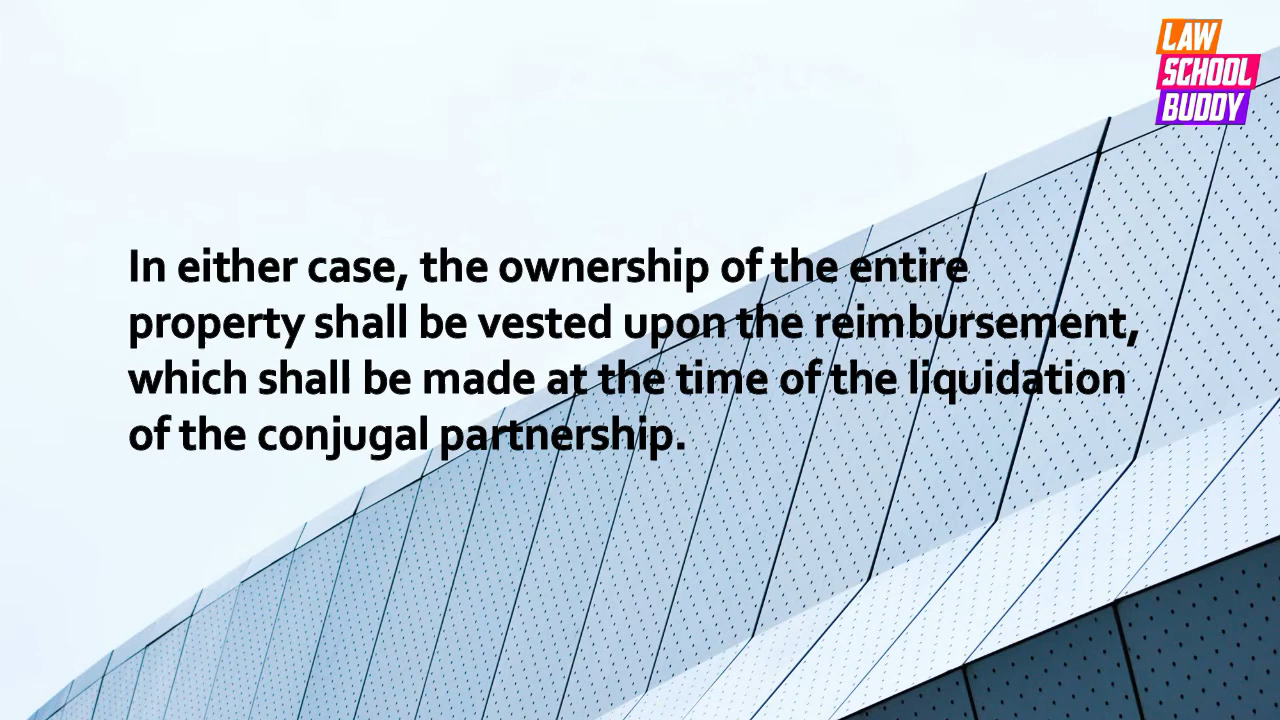 LAW
SCHOOL
BUDDY
In either case, the ownership of the entire
property shall be vested upon the reimbursement,
which shall be made at the time of the liquidation
of the conjugal partnership.